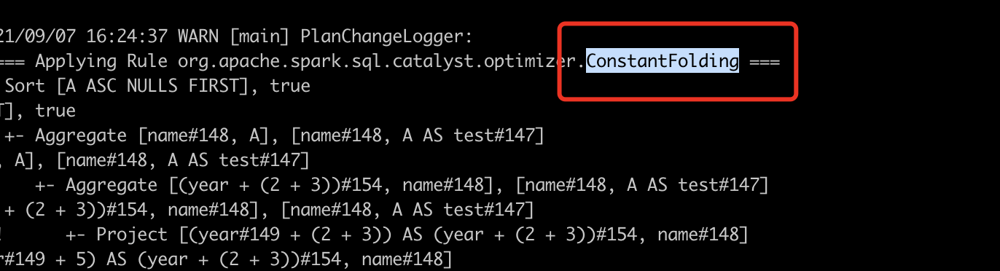 21/09/07 16:24:37 WARN [main] PlanChangeLogger:
=== Applying Rule org.apache.spark.sql.catalyst.optimizer.ConstantFolding ===
Sort [A ASC NULLS FIRST], true
T], true
+- Aggregate [name#148, A], [name#148, A AS test#147]
, A], [name#148, A AS test#147]
+- Aggregate [(year + (2 + 3))#154, name#148], [name#148, A AS test#147]
+ (2 + 3))#154, name#148], [name#148, A AS test#147]
! +- Project [(year#149 + (2 + 3)) AS (year + (2 + 3))#154, name#148]
r#149 + 5) AS (year + (2 + 3))#154, name#148]